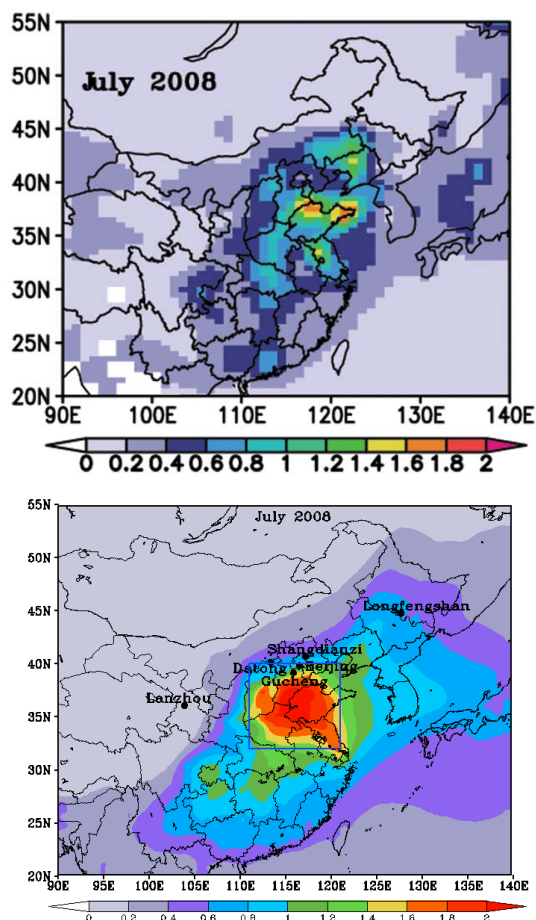 55N
July 2008
50N
45N
40N
35N
30N
25N
20N
90E 100E 110E 120E 130E 140E
0 0.2 0.4 0.6 0.8 1 1.2 1.4 1.6 1.8 2
55N
July 2008
50N
45N
Longfengshan
Shangdianzi
40N
Datong Beijing
Gucheng
Lanzhou
35N
30N
25N
20N
90E 95E 100E 105E 110E 115E 120E 125E 130E 135E 140E
0 0.2 0.4 0.6 0.8 1 1.2 1.4 1.6 1.8 2